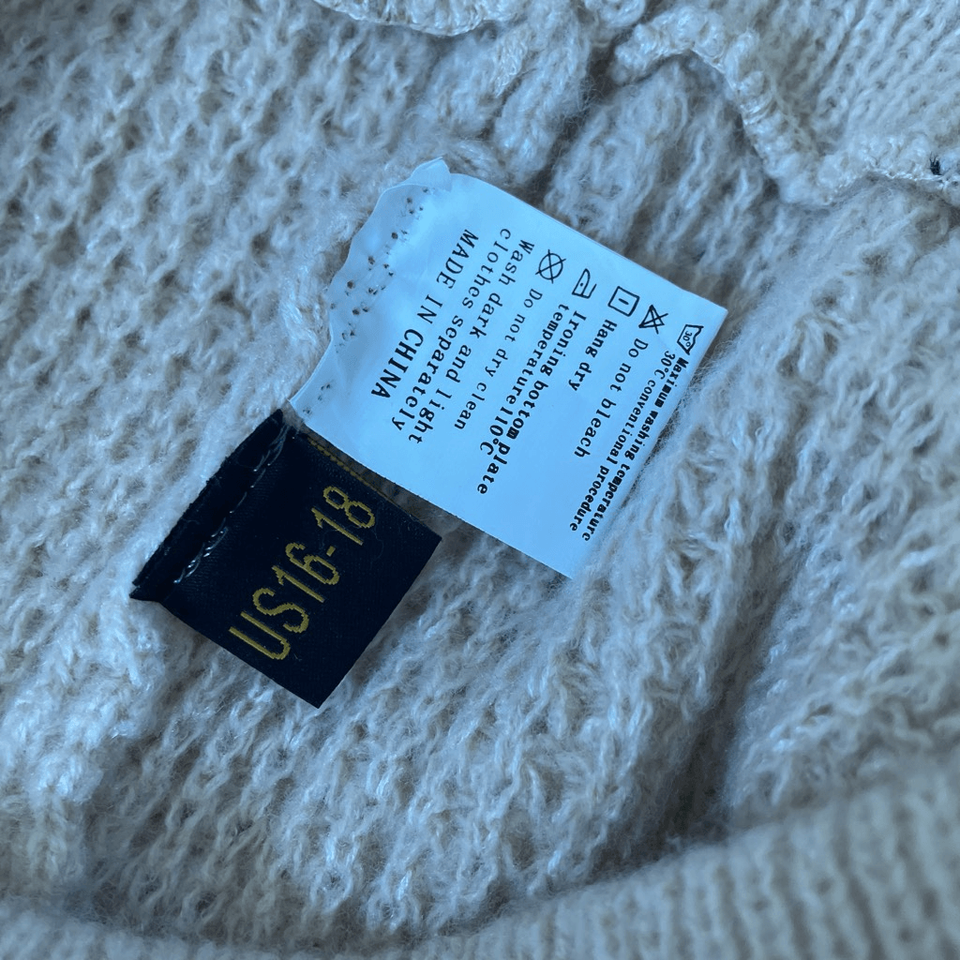 30° Maximum washing temperature
30°C conventional procedure
Do not bleach
Hang dry
Ironing bottom plate
temperature 110°C
Do not dry clean
Wash dark and light
clothes separately
MADE IN CHINA
US16-18